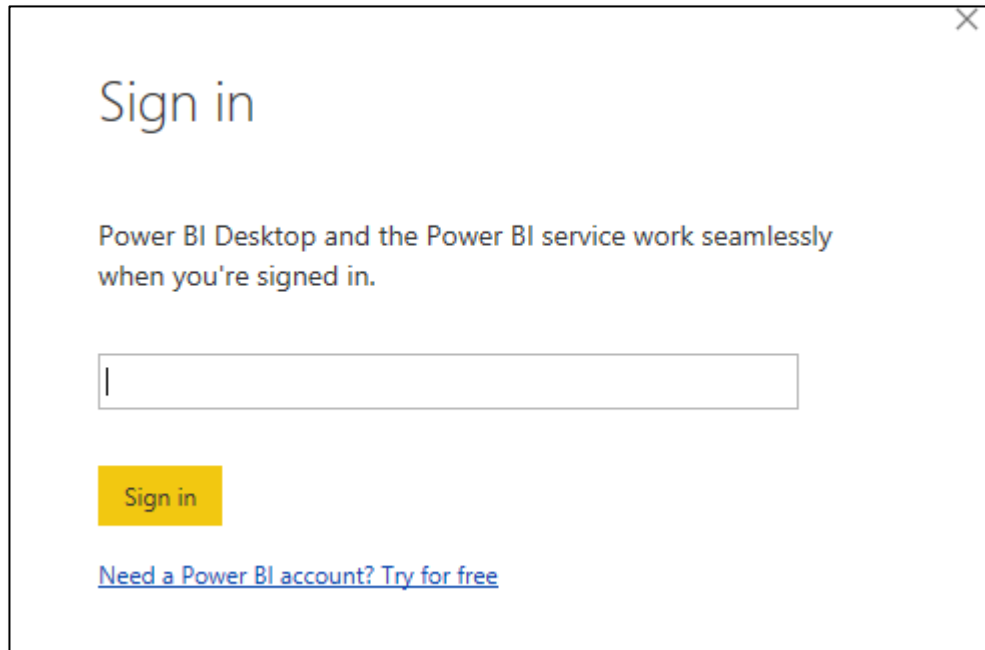 Sign in
Power BI Desktop and the Power BI service work seamlessly
when you're signed in.
Sign in
Need a Power BI account? Try for free